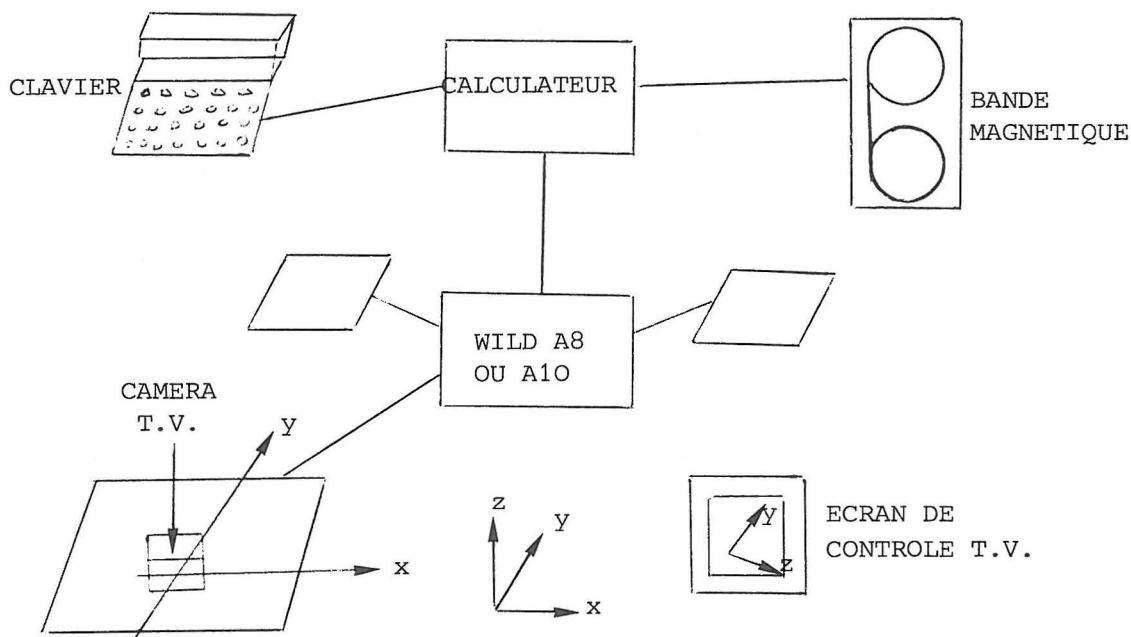 CLAVIER
CALCULATEUR
BANDE
MAGNETIQUE
WILD A8
OU A10
CAMERA
T.V.
y
x
z
y
x
y
z
ECRAN DE
CONTROLE T.V.